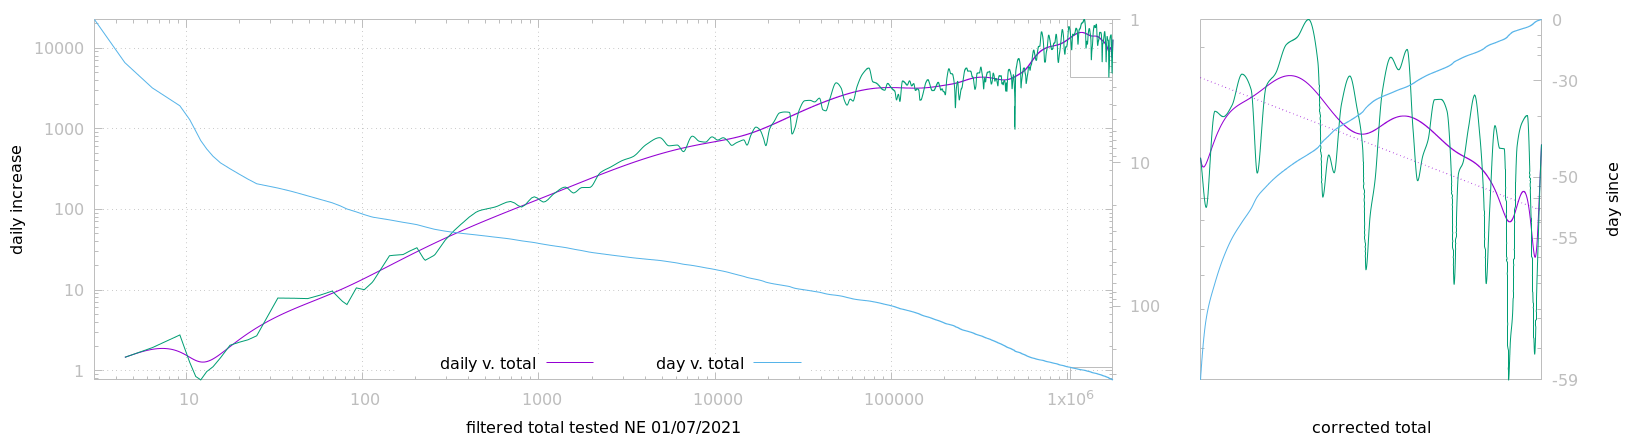 10000
1000
100
10
1
daily increase
10
100
1000
10000
100000
1x10^6
filtered total tested NE 01/07/2021
daily v. total
day v. total
1
10
100
0
-30
-50
-55
-59
day since
corrected total